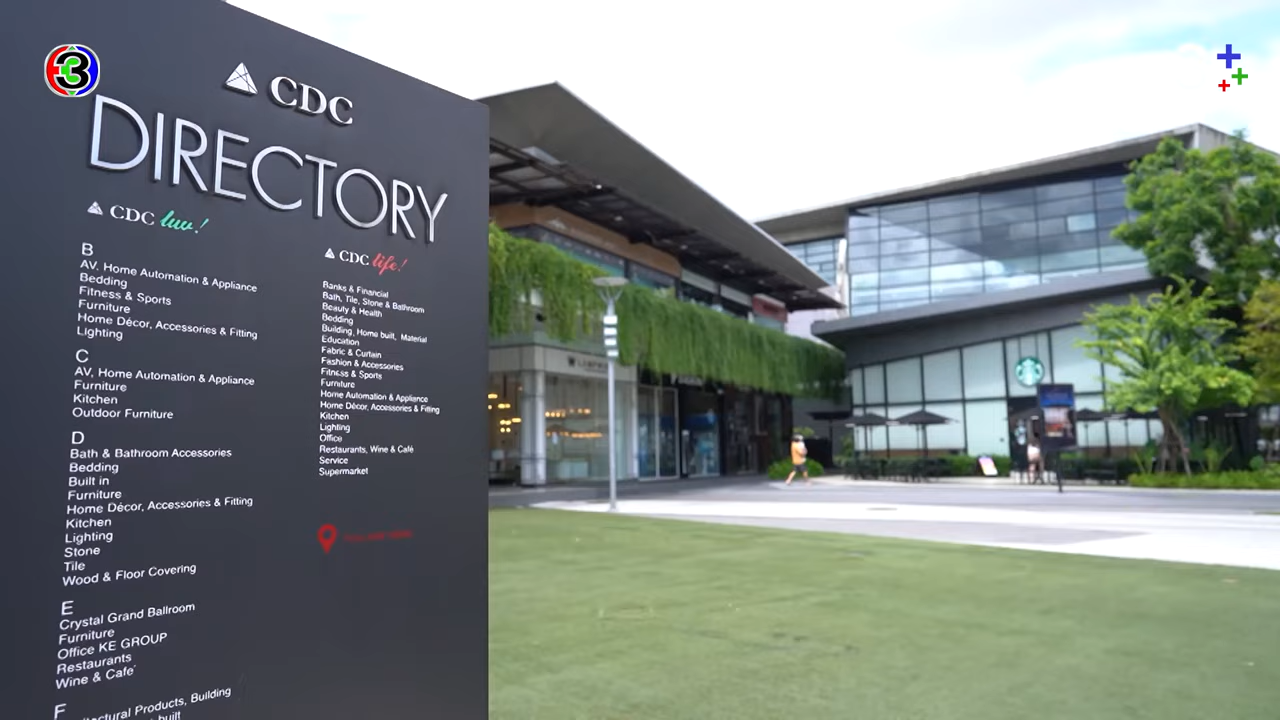 3
CDC
DIRECTORY
CDC luv!
B
AV, Home Automation & Appliance
Bedding
Fitness & Sports
Furniture
Home Décor, Accessories & Fitting
Lighting
C
AV, Home Automation & Appliance
Furniture
Kitchen
Outdoor Furniture
D
Bath & Bathroom Accessories
Bedding
Built in
Furniture
Home Décor, Accessories & Fitting
Kitchen
Lighting
Stone
Tile
Wood & Floor Covering
E
Crystal Grand Ballroom
Furniture
Office KE GROUP
Restaurants
Wine & Cafe'
F
Products, Building
built
CDC life!
Banks & Financial
Bath, Tile, Stone & Bathroom
Beauty & Health
Bedding
Building, Home built, Material
Education
Fabric & Curtain
Fashion & Accessories
Fitness & Sports
Furniture
Home Automation & Appliance
Home Décor, Accessories & Fitting
Kitchen
Lighting
Office
Restaurants, Wine & Café
Service
Supermarket